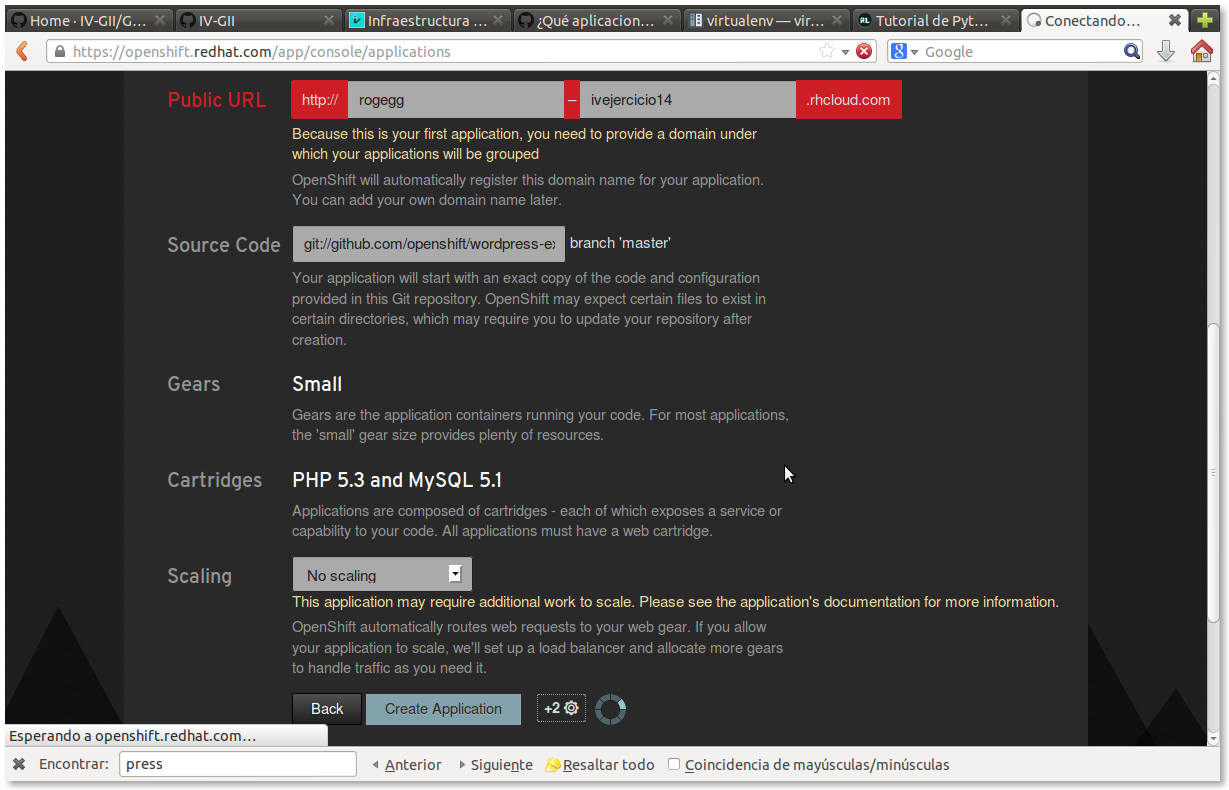 Home · IV-GII/G...
IV-GII
Infraestructura ...
¿Qué aplicacion...
virtualenv — vir...
Tutorial de Pyt...
Conectando...
https://openshift.redhat.com/app/console/applications
Google
Public URL
http://
rogegg
–
ivejercicio14
.rhcloud.com
Because this is your first application, you need to provide a domain under
which your applications will be grouped
OpenShift will automatically register this domain name for your application.
You can add your own domain name later.
Source Code
git://github.com/openshift/wordpress-ex
branch 'master'
Your application will start with an exact copy of the code and configuration
provided in this Git repository. OpenShift may expect certain files to exist in
certain directories, which may require you to update your repository after
creation.
Gears
Small
Gears are the application containers running your code. For most applications,
the 'small' gear size provides plenty of resources.
Cartridges
PHP 5.3 and MySQL 5.1
Applications are composed of cartridges - each of which exposes a service or
capability to your code. All applications must have a web cartridge.
Scaling
No scaling
This application may require additional work to scale. Please see the application's documentation for more information.
OpenShift automatically routes web requests to your web gear. If you allow
your application to scale, we'll set up a load balancer and allocate more gears
to handle traffic as you need it.
Back
Create Application
+2
Esperando a openshift.redhat.com...
Encontrar:
press
Anterior
Siguiente
Resaltar todo
Coincidencia de mayúsculas/minúsculas